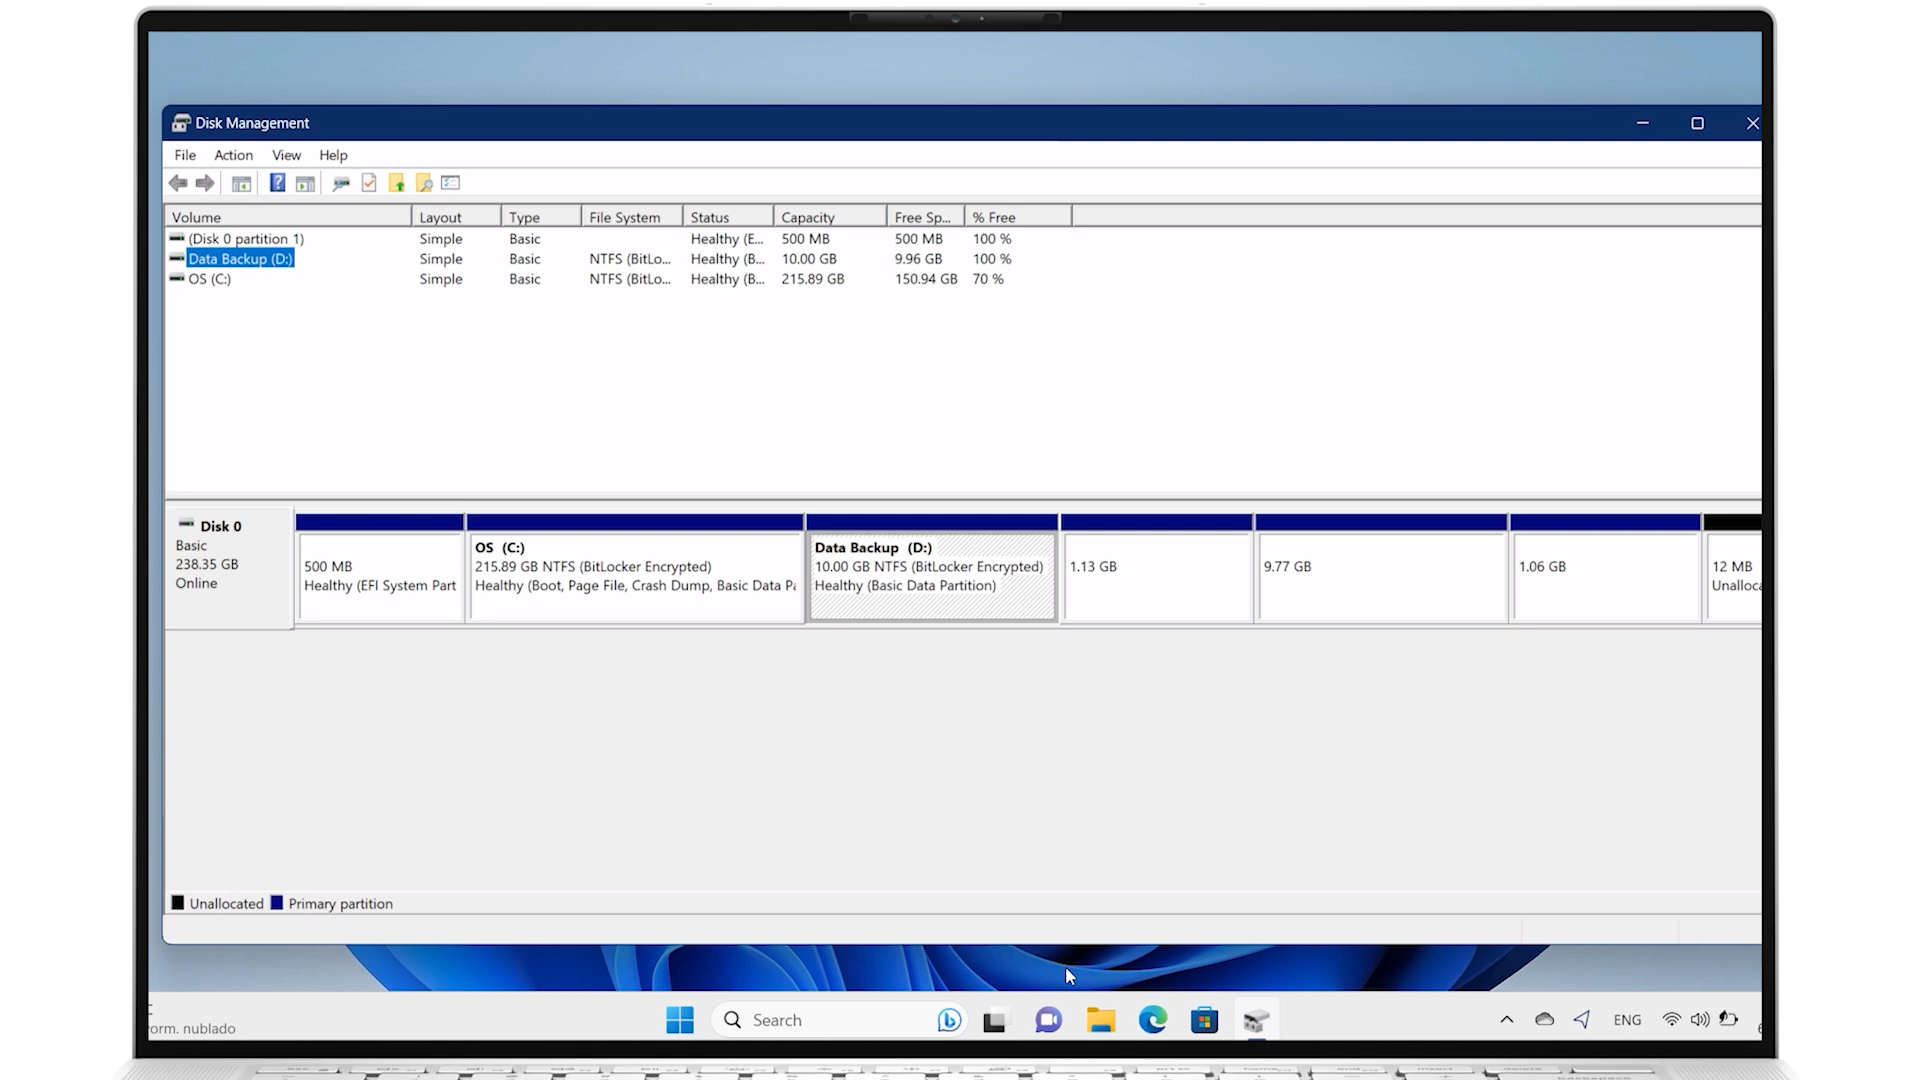 Disk Management
File Action View Help
Volume Layout Type File System Status Capacity Free Sp... % Free
(Disk 0 partition 1) Simple Basic Healthy (E... 500 MB 500 MB 100 %
Data Backup (D:) Simple Basic NTFS (BitLo... Healthy (B... 10.00 GB 9.96 GB 100 %
OS (C:) Simple Basic NTFS (BitLo... Healthy (B... 215.89 GB 150.94 GB 70 %
Disk 0
Basic
238.35 GB
Online
500 MB
Healthy (EFI System Part
OS (C:)
215.89 GB NTFS (BitLocker Encrypted)
Healthy (Boot, Page File, Crash Dump, Basic Data Pa
Data Backup (D:)
10.00 GB NTFS (BitLocker Encrypted)
Healthy (Basic Data Partition)
1.13 GB
9.77 GB
1.06 GB
12 MB
Unalloca
Unallocated Primary partition
orm. nublado
Search
ENG